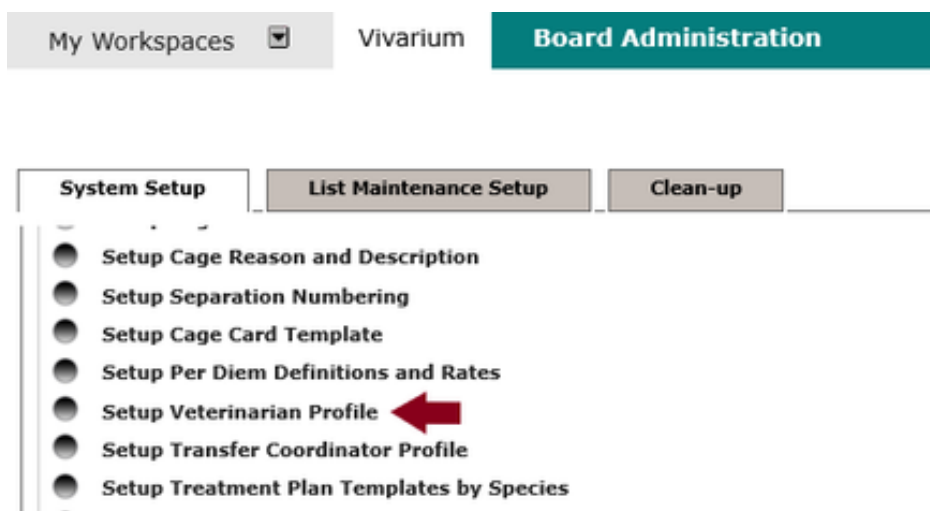 My Workspaces Vivarium Board Administration
System Setup List Maintenance Setup Clean-up
Setup Cage Reason and Description
Setup Separation Numbering
Setup Cage Card Template
Setup Per Diem Definitions and Rates
Setup Veterinarian Profile
Setup Transfer Coordinator Profile
Setup Treatment Plan Templates by Species